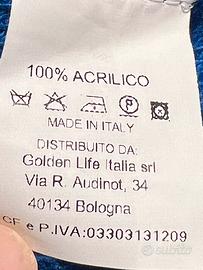 100% ACRILICO
P
MADE IN ITALY
DISTRIBUITO DA:
Golden Life Italia srl
Via R. Audinot, 34
40134 Bologna
CF e P.IVA:03303131209
subito